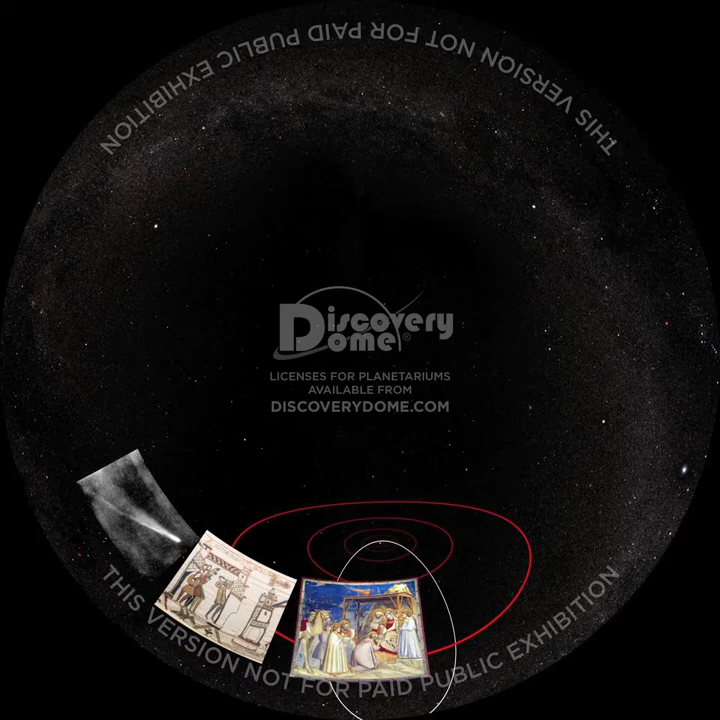 THIS VERSION NOT FOR PAID PUBLIC EXHIBITION
Discovery
Dome®
LICENSES FOR PLANETARIUMS
AVAILABLE FROM
DISCOVERYDOME.COM
THIS VERSION NOT FOR PAID PUBLIC EXHIBITION